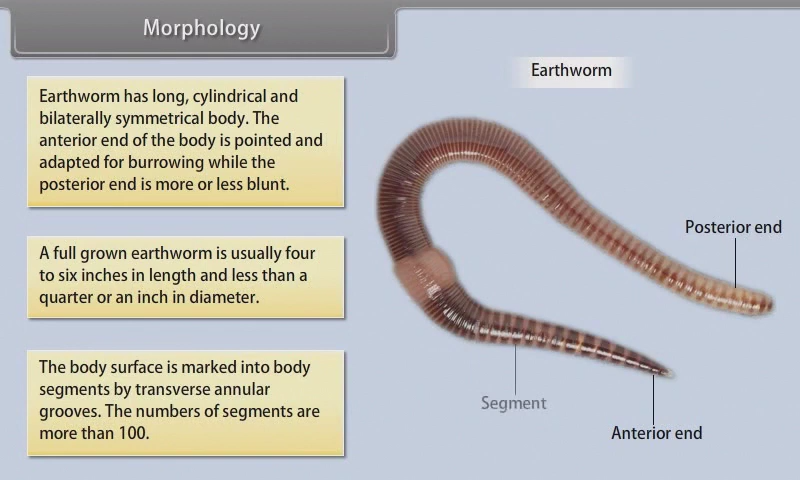 Morphology
Earthworm
Earthworm has long, cylindrical and
bilaterally symmetrical body. The
anterior end of the body is pointed and
adapted for burrowing while the
posterior end is more or less blunt.
A full grown earthworm is usually four
to six inches in length and less than a
quarter or an inch in diameter.
The body surface is marked into body
segments by transverse annular
grooves. The numbers of segments are
more than 100.
Posterior end
Segment
Anterior end